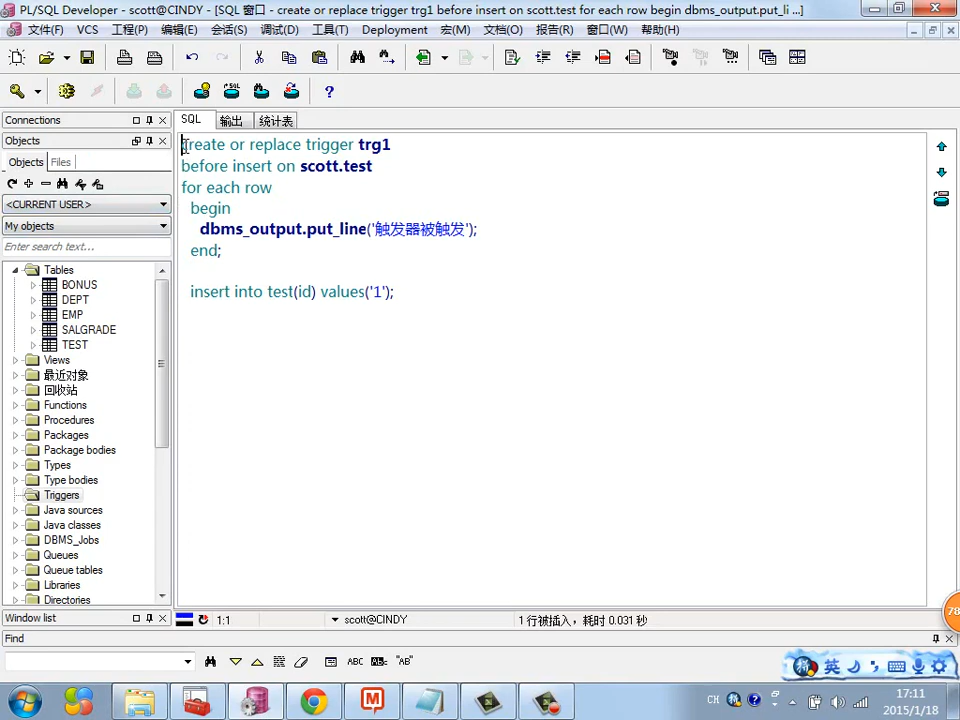 PL/SQL Developer - scott@CINDY - [SQL 窗口 - create or replace trigger trg1 before insert on scott.test for each row begin dbms_output.put_li ...]
文件(F) VCS 工程(P) 编辑(E) 会话(S) 调试(D) 工具(T) Deployment 宏(M) 文档(O) 报告(R) 窗口(W) 帮助(H)
Connections
Objects
Objects Files
<CURRENT USER>
My objects
Enter search text...
Tables
BONUS
DEPT
EMP
SALGRADE
TEST
Views
最近对象
回收站
Functions
Procedures
Packages
Package bodies
Types
Type bodies
Triggers
Java sources
Java classes
DBMS_Jobs
Queues
Queue tables
Libraries
Directories
Window list
SQL 输出 统计表
create or replace trigger trg1
before insert on scott.test
for each row
begin
dbms_output.put_line('触发器被触发');
end;
insert into test(id) values('1');
1:1 scott@CINDY 1 行被插入，耗时 0.031 秒
78
Find
ABC "AB"
英
CH
17:11
2015/1/18